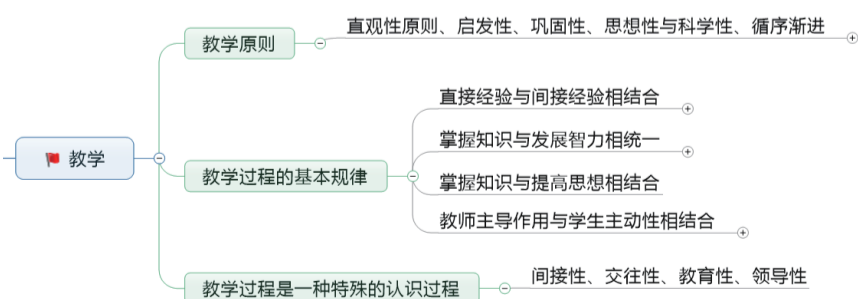 教学
教学原则
直观性原则、启发性、巩固性、思想性与科学性、循序渐进
教学过程的基本规律
直接经验与间接经验相结合
掌握知识与发展智力相统一
掌握知识与提高思想相结合
教师主导作用与学生主动性相结合
教学过程是一种特殊的认识过程
间接性、交往性、教育性、领导性